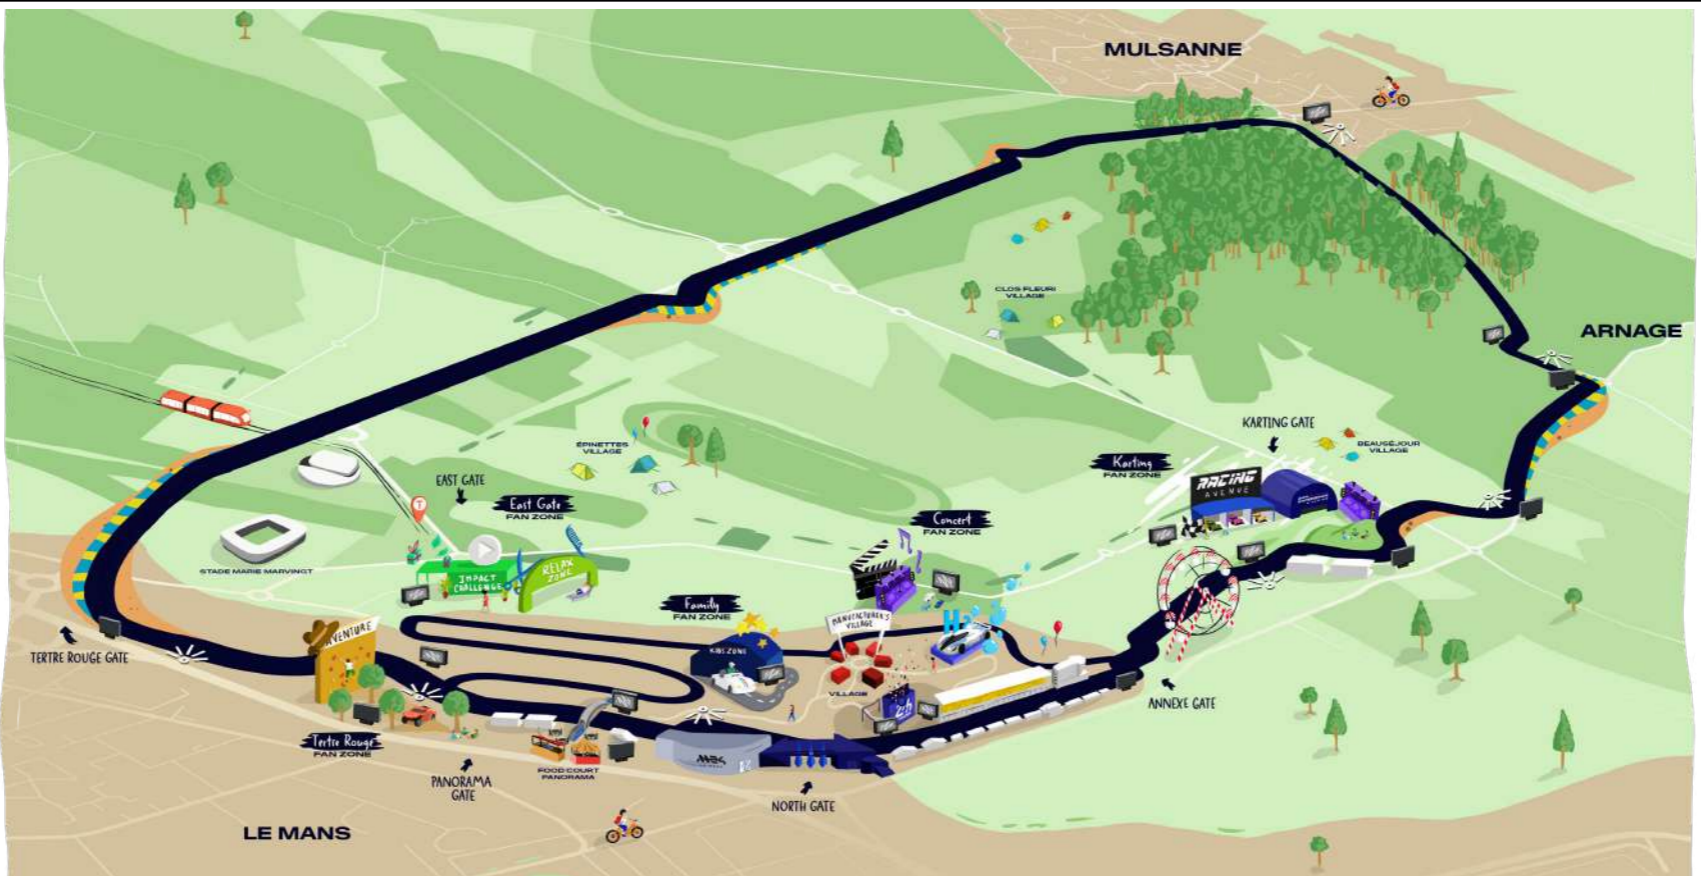 MULSANNE
CLOS FLEURI
VILLAGE
ARNAGE
KARTING GATE
ÉPINETTES
VILLAGE
BEAUSÉJOUR
VILLAGE
Karting
FAN ZONE
RACING
AVENUE
EAST GATE
East Gate
FAN ZONE
T
Concert
FAN ZONE
STADE MARIE MARVINGT
IMPACT
CHALLENGE
RELAX
ZONE
Family
FAN ZONE
MANUFACTURER'S
VILLAGE
H2
AVENTURE
KIDS ZONE
TERTRE ROUGE GATE
VILLAGE
24h
ANNEXE GATE
Tertre Rouge
FAN ZONE
FOOD COURT
PANORAMA
PANORAMA
GATE
NORTH GATE
LE MANS